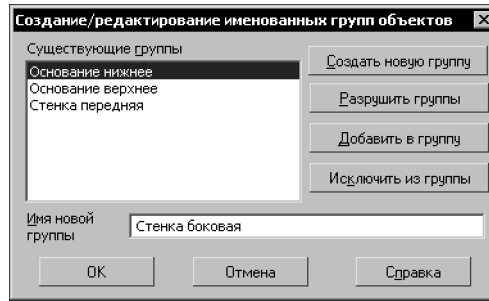 Создание/редактирование именованных групп объектов
Существующие группы
Основание нижнее
Основание верхнее
Стенка передняя
Создать новую группу
Разрушить группы
Добавить в группу
Исключить из группы
Имя новой
группы
Стенка боковая
OK
Отмена
Справка